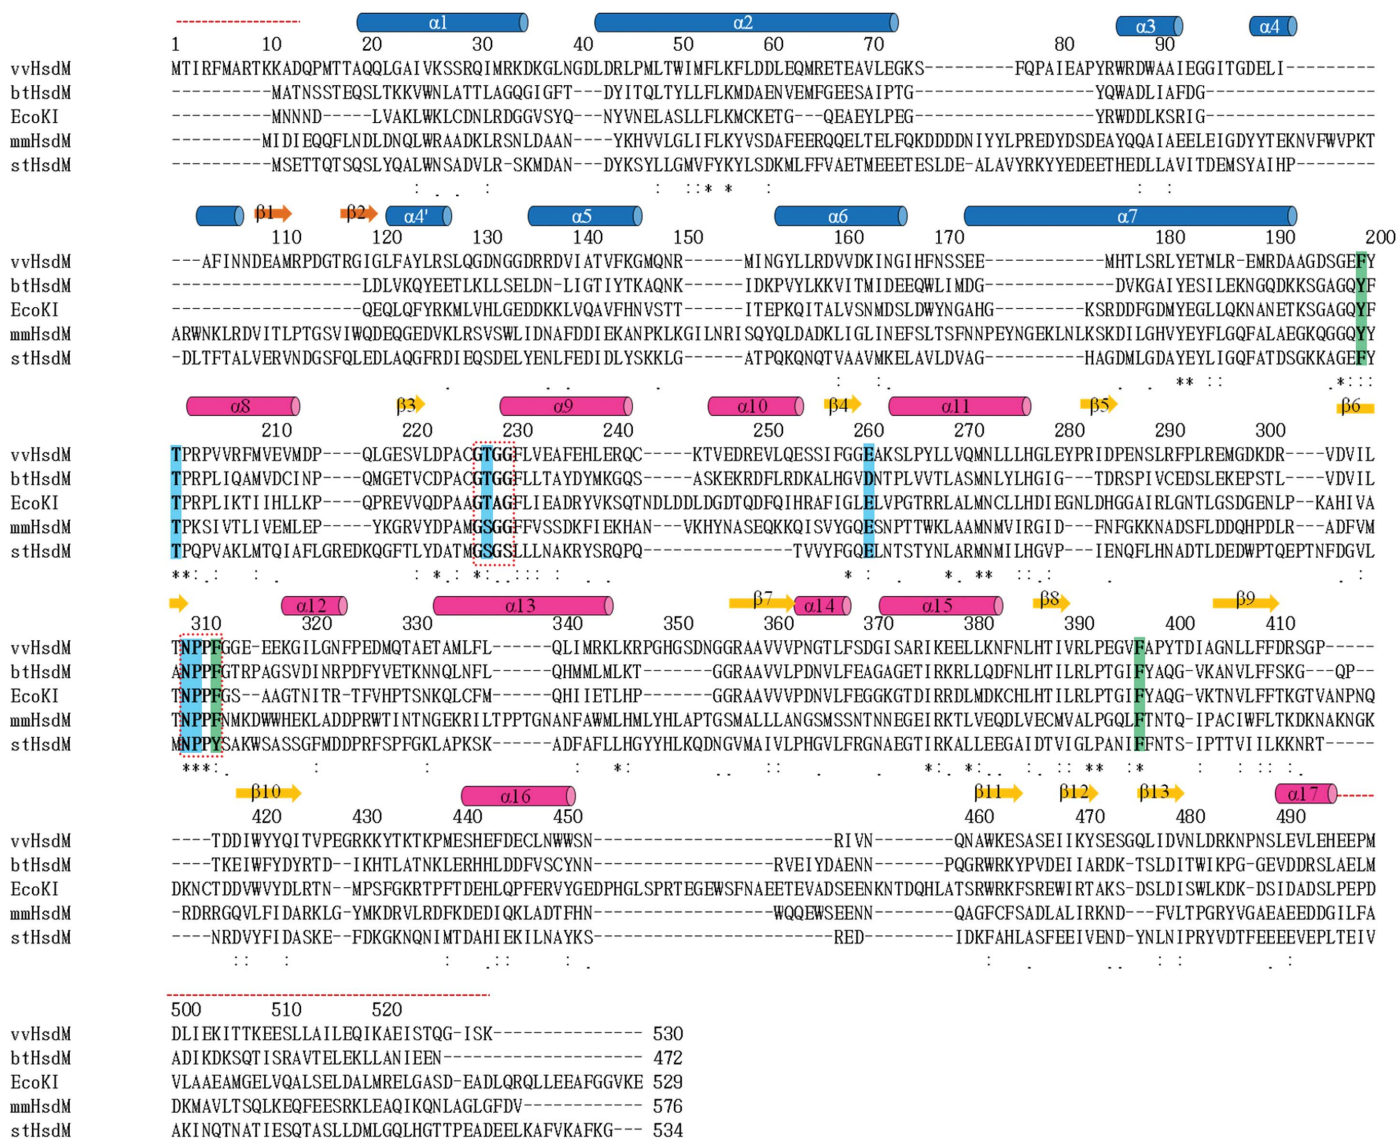 α1 α2 α3 α4
1 10 20 30 40 50 60 70 80 90
vvHsdM MTIRFMARTKKADQPMTTAQQLGAIVKSSRQIMRKDKGLNGDLDRLPMLTWIMFLKFLDDLEQMRETEAVLEGKS---------FQPAIEAPYRWRDWAAIEGGITGDELI---------
btHsdM ----------MATNSSTEQSLTKKVWNLATTLAGQGIGFT---DYITQLTYLLFLKMDAENVEMFGEESAIPTG-----------------YQWADLIAFDG-----------------
EcoKI ----------MNNND-----LVAKLWKLCDNLRDGGVSYQ---NYVNELASLLFLKMCKETG---QEAEYLPEG-----------------YRWDDLKSRIG-----------------
mmHsdM ---------MIDIEQQFLNDLDNQLWRAADKLRSNLDAAN----YKHVVLGLIFLKYVSDAFEERQQELTELFQKDDDDNIYYLPREDYDSDEAYQQAIAEELEIGDYYTEKNVFWVPKT
stHsdM ----------MSETTQTSQSLYQALWNSADVLR-SKMDAN---DYKSYLLGMVFYKYLSDKMLFFVAETMEEETESLDE-ALAVYRKYYEDEETHEDLLAVITDEMSYAIHP--------
: . . : : :: * * : : :
β1 β2 α4' α5 α6 α7
110 120 130 140 150 160 170 180 190 200
vvHsdM ---AFINNDEAMRPDGTRGIGLFAYLRSLQGDNGGDRRDVIATVFKGMQNR------MINGYLLRDVVDKINGIHFNSSEE-------------MHTLSRLYETMLR-EMRDAAGDSGEFY
btHsdM -------------------LDLVKQYEETLKLLSELDN-LIGTIYTKAQNK------IDKPVYLKKVITMIDEEQWLIMDG-------------DVKGAIYESILEKNGQDKKSGAGQYF
EcoKI -------------------QEQLQFYRKMLVHLGEDDKKLVQAVFHNVSTT------ITEPKQITALVSNMDSLDWYNGAHG----------KSRDDFGDMYEGLLQKNANETKSGAGQYF
mmHsdM ARWNKLRDVITLPTGSVIWQDEQGEDVKLRSVSWLIDNAFDDIEKANPKLKGILNRISQYQLDADKLIGLINEFSLTSFNNPEYNGEKLNLKSKDILGHVYEYFLGQFALAEGKQGGQYY
stHsdM -DLTFTALVERVNDGSFQLEDLAQGFRDIEQSDELYENLFEDIDLYSKKLG------ATPQKQNQTVAAVMKELAVLDVAG----------HAGDMLGDAYEYLIGQFATDSGKKAGEFY
. . . . : : . . . ** : : *:::
α8 β3 α9 α10 β4 α11 β5 β6
210 220 230 240 250 260 270 280 290 300
vvHsdM TPRPVVRFMVEVMDP----QLGESVLDPACGTGGFLVEAFEHLERQC------KTVEDREVLQESSIFGGEAKSLPYLLVQMNLLLHGLEYPRIDPENSLRFPLREMGDKDR---VDVIL
btHsdM TPRPLIQAMVDCINP----QMGETVCDPACGTGGFLLTAYDYMKGQS------ASKEKRDFLRDKALHGVDNTPLVVTLASMNLYLHGIG---TDRSPIVCEDSLEKEPSTL---VDVIL
EcoKI TPRPLIKTIIHLLKP----QPREVVQDPAAGTAGFLIEADRYVKSQTNDLDDLDGDTQDFQIHRAFIGLELVPGTRRLALMNCLLHDIEGNLDHGGAIRLGNTLGSDGENLP--KAHIVA
mmHsdM TPKSIVTLIVEMLEP----YKGRVYDPAMGSGGFFVSSDKFIEKHAN---VKHYNASEQKKQISVYGQESNPTTWKLAAMNMVIRGID---FNFGKKNADSFLDDQHPDLR---ADFVM
stHsdM TPQPVAKLMTQIAFLGREDKQGFTLYDATMGSGSLLLNAKRYSRQPQ------------TVVYFGQELNTSTYNLARMNMILHGVP---IENQFLHNADTLDEDWPTQEPTNFDGVL
**:. : : . : * . * ::: : . * : * . ** : : : . . :
α12 α13 β7 α14 α15 β8 β9
310 320 330 340 350 360 370 380 390 400 410
vvHsdM TNPPFGGE-EEKGILGNFPEDMQTAETAMLFL------QLIMRKLKRPGHGSDNGGRAAVVVPNGTLFSDGISARIKEELLKNFNLHTIVRLPEGVFAPYTDIAGNLLFFDRSGP----
btHsdM ANPPFGTRPAGSVDINRPDFYVETKNNQLNFL------QHMMLMLKT-------GGRAAVVLPDNVLFEAGAGETIRKRLLQDFNLHTILRLPTGIFYAQG-VKANVLFFSKG---QP--
EcoKI TNPPFGS--AAGTNITR-TFVHPTSNKQLCFM------QHIIETLHP-------GGRAAVVVPDNVLFEGGKGTDIRRDLMDKCHLHTILRLPTGIFYAQG-VKTNVLFFTKGTVANPNQ
mmHsdM TNPPFNMKDWWHEKLADDPRWTINTNGEKRILTPPTGNANFAWMLHMLYHLAPTGSMALLLANGSMSSNTNNEGEIRKTLVEQDLVECMVALPGQLFTNTQ-IPACIWFLTKDKNAKNGK
stHsdM MNPPYSAKWSASSGFMDDPRFSPFGKLAPKSK------ADFAFLLHGYYHLKQDNGVMAIVLPHGVLFRGNAEGTIRKALLEEGAIDTVIGLPANIFFNTS-IPTTVIILKKNRT-----
***:. : : . : *: . :: : . * . *. : . :: ** : * : : :: : .
β10 α16 β11 β12 β13 α17
420 430 440 450 460 470 480 490
vvHsdM ----TDDIWYYQITVPEGRKKYTKTKPMESHEFDECLNWWSN------------------------RIVN--------QNAWKESASEIIKYSESGQLIDVNLDRKNPNSLEVLEHEEPM
btHsdM ----TKEIWFYDYRTD--IKHTLATNKLERHHLDDFVSCYNN------------------RVEIYDAENN-------PQGRWRKYPVDEIIARDK-TSLDITWIKPG-GEVDDRSLAELM
EcoKI DKNCTDDVWVYDLRTN--MPSFGKRTPFTDEHLQPFERVYGEDPHGLSPRTEGEWSFNAEETEVADSEENKNTDQHLATSRWRKFSREWIRTAKS-DSLDISWLKDK-DSIDADSLPEPD
mmHsdM -RDRRGQVLFIDARKLG-YMKDRVLRDFKDEDIQKLADTFHN------------------WQQEWSEENN--------QAGFCFSADLALIRKND---FVLTPGRYVGAEAEEDDGILFA
stHsdM ----NRDVYFIDASKE--FDKGKNQNIMTDAHIEKILNAYKS------------------------RED---------IDKFAHLASFEEIVEND-YNLNIPRYVDTFEEEEVEPLTEIV
:: : : .:: : . : . . . : : . :
500 510 520
vvHsdM DLIEKITTKEESLLAILEQIKAEISTQG-ISK--------------- 530
btHsdM ADIKDKSQTISRAVTELEKLLANIEEN-------------------- 472
EcoKI VLAAEAMGELVQALSELDALMRELGASD-EADLQRQLLEEAFGGVKE 529
mmHsdM DKMAVLTSQLKEQFEESRKLEAQIKQNLAGLGFDV------------ 576
stHsdM AKINQTNATIESQTASLLDMLGQLHGTTPEADEELKAFVKAFKG--- 534